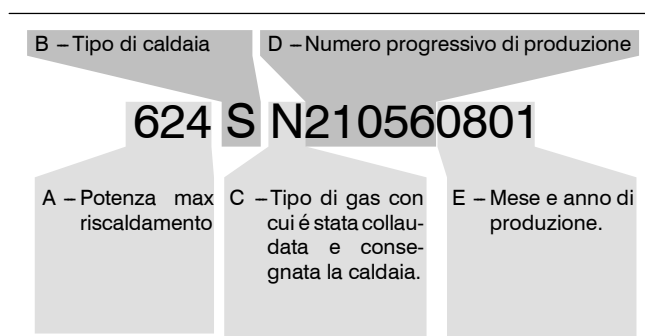 B – Tipo di caldaia
D – Numero progressivo di produzione
624 S N210560801
A – Potenza max
riscaldamento
C – Tipo di gas con
cui é stata collau-
data e conse-
gnata la caldaia.
E – Mese e anno di
produzione.